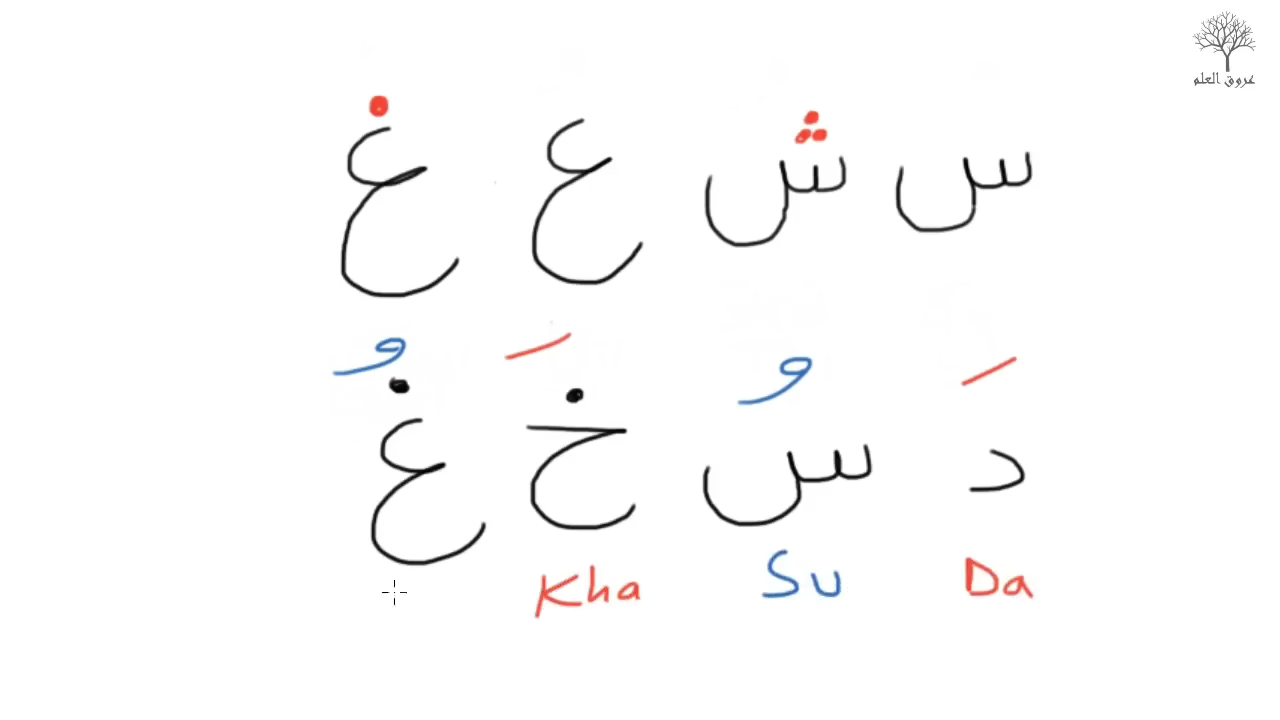 عروق العلم
س ش ع غ
دَ سُ خَ غُ
Kha Su Da